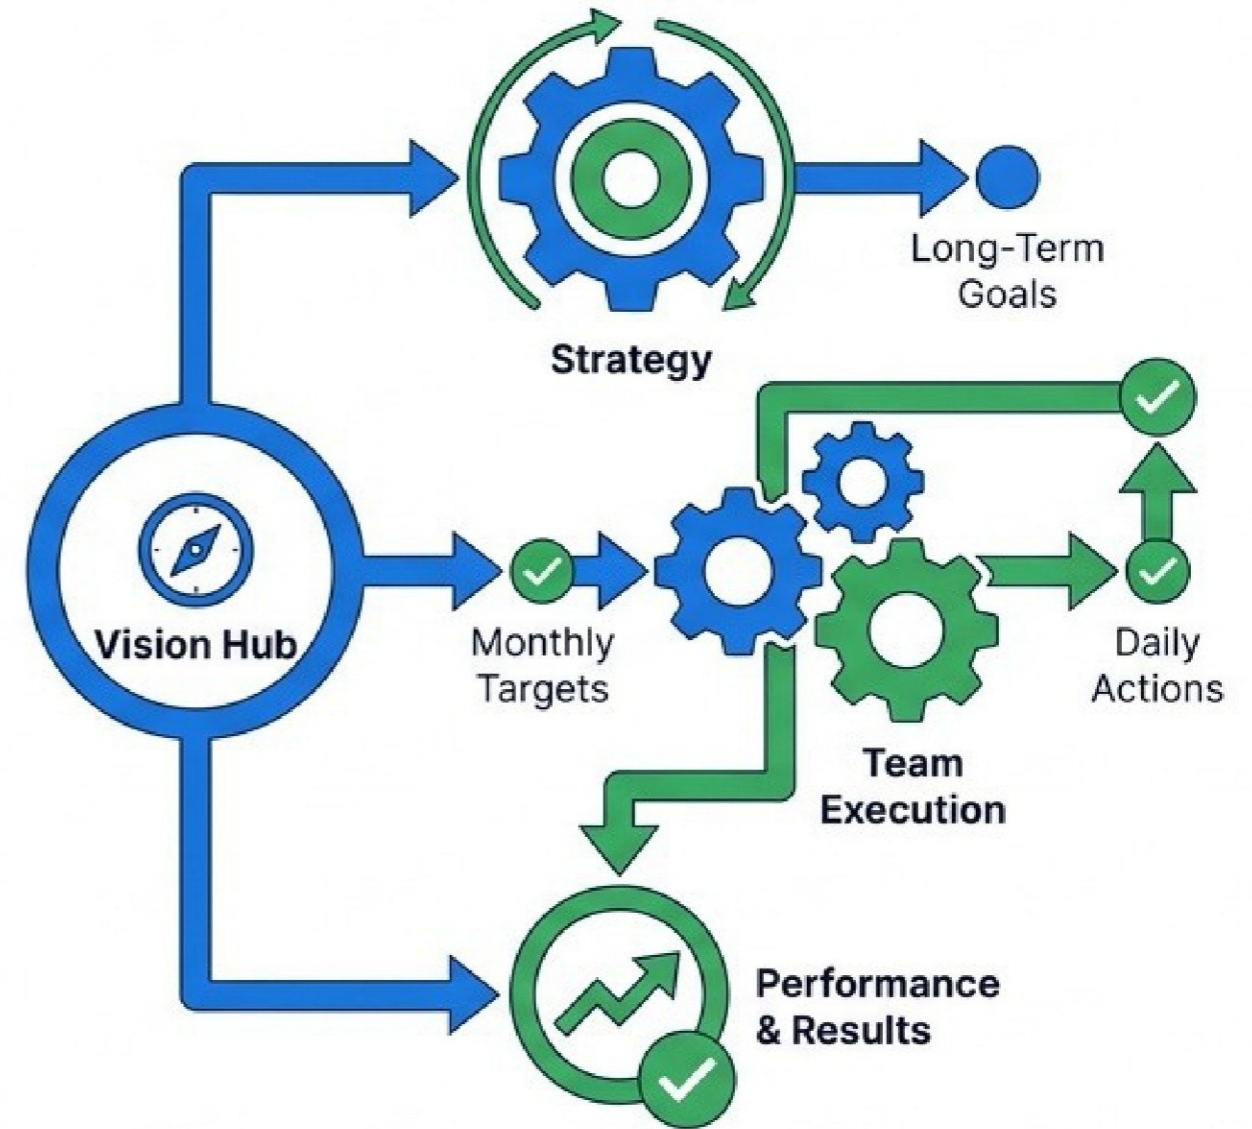 Long-Term
Goals
Strategy
Vision Hub
Monthly
Targets
Daily
Actions
Team
Execution
Performance
& Results